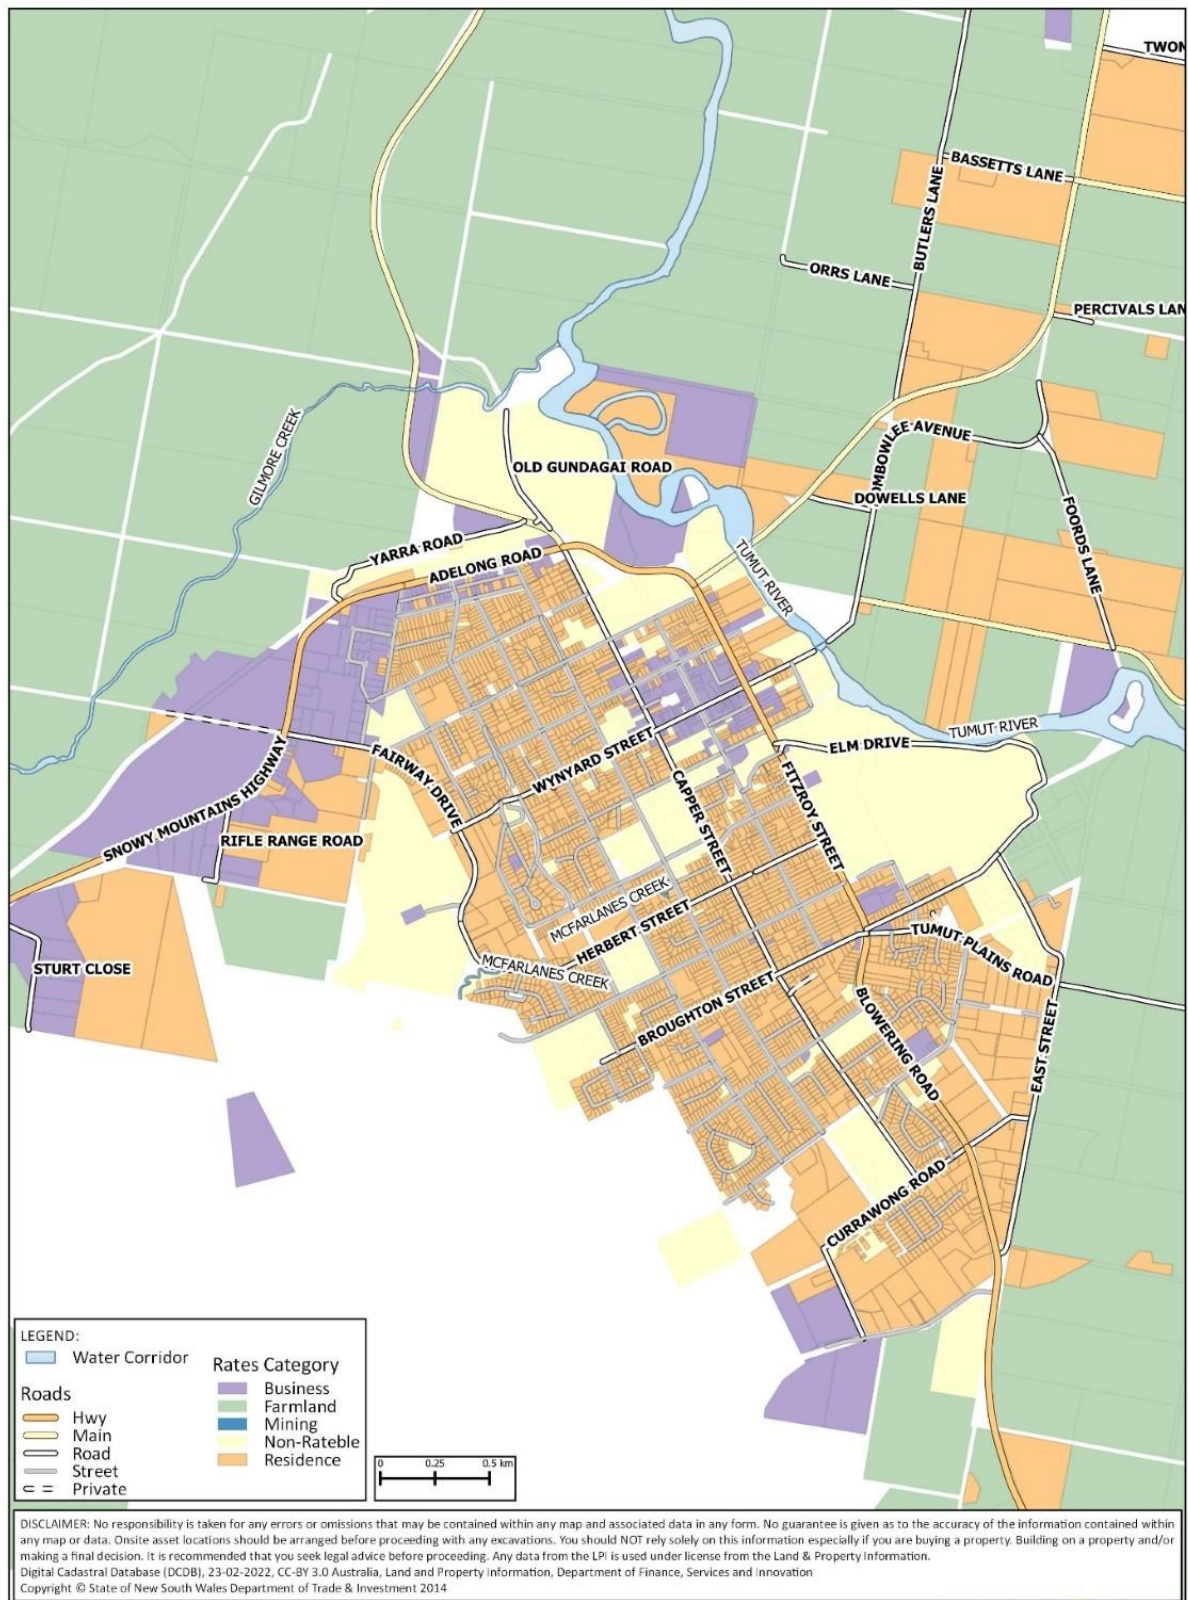 TWON
BASSETTS LANE
BUTLERS LANE
ORRS LANE
PERCIVALS LAN
GILMORE CREEK
OLD GUNDAGAI ROAD
OMBOWLEE AVENUE
DOWELLS LANE
FOORDS LANE
YARRA ROAD
ADELONG ROAD
TUMUT RIVER
TUMUT RIVER
ELM DRIVE
FAIRWAY DRIVE
WYNYARD STREET
CAPPER STREET
FITZROY STREET
SNOWY MOUNTAINS HIGHWAY
RIFLE RANGE ROAD
MCFARLANES CREEK
HERBERT STREET
MCFARLANES CREEK
STURT CLOSE
TUMUT PLAINS ROAD
BROUGHTON STREET
BLOWERING ROAD
EAST STREET
CURRAWONG ROAD
LEGEND:
Water Corridor
Roads
Hwy
Main
Road
Street
Private
Rates Category
Business
Farmland
Mining
Non-Rateble
Residence
0 0.25 0.5 km
DISCLAIMER: No responsibility is taken for any errors or omissions that may be contained within any map and associated data in any form. No guarantee is given as to the accuracy of the information contained within
any map or data. Onsite asset locations should be arranged before proceeding with any excavations. You should NOT rely solely on this information especially if you are buying a property. Building on a property and/or
making a final decision. It is recommended that you seek legal advice before proceeding. Any data from the LPI is used under license from the Land & Property Information.
Digital Cadastral Database (DCDB), 23-02-2022, CC-BY 3.0 Australia, Land and Property Information, Department of Finance, Services and Innovation
Copyright © State of New South Wales Department of Trade & Investment 2014